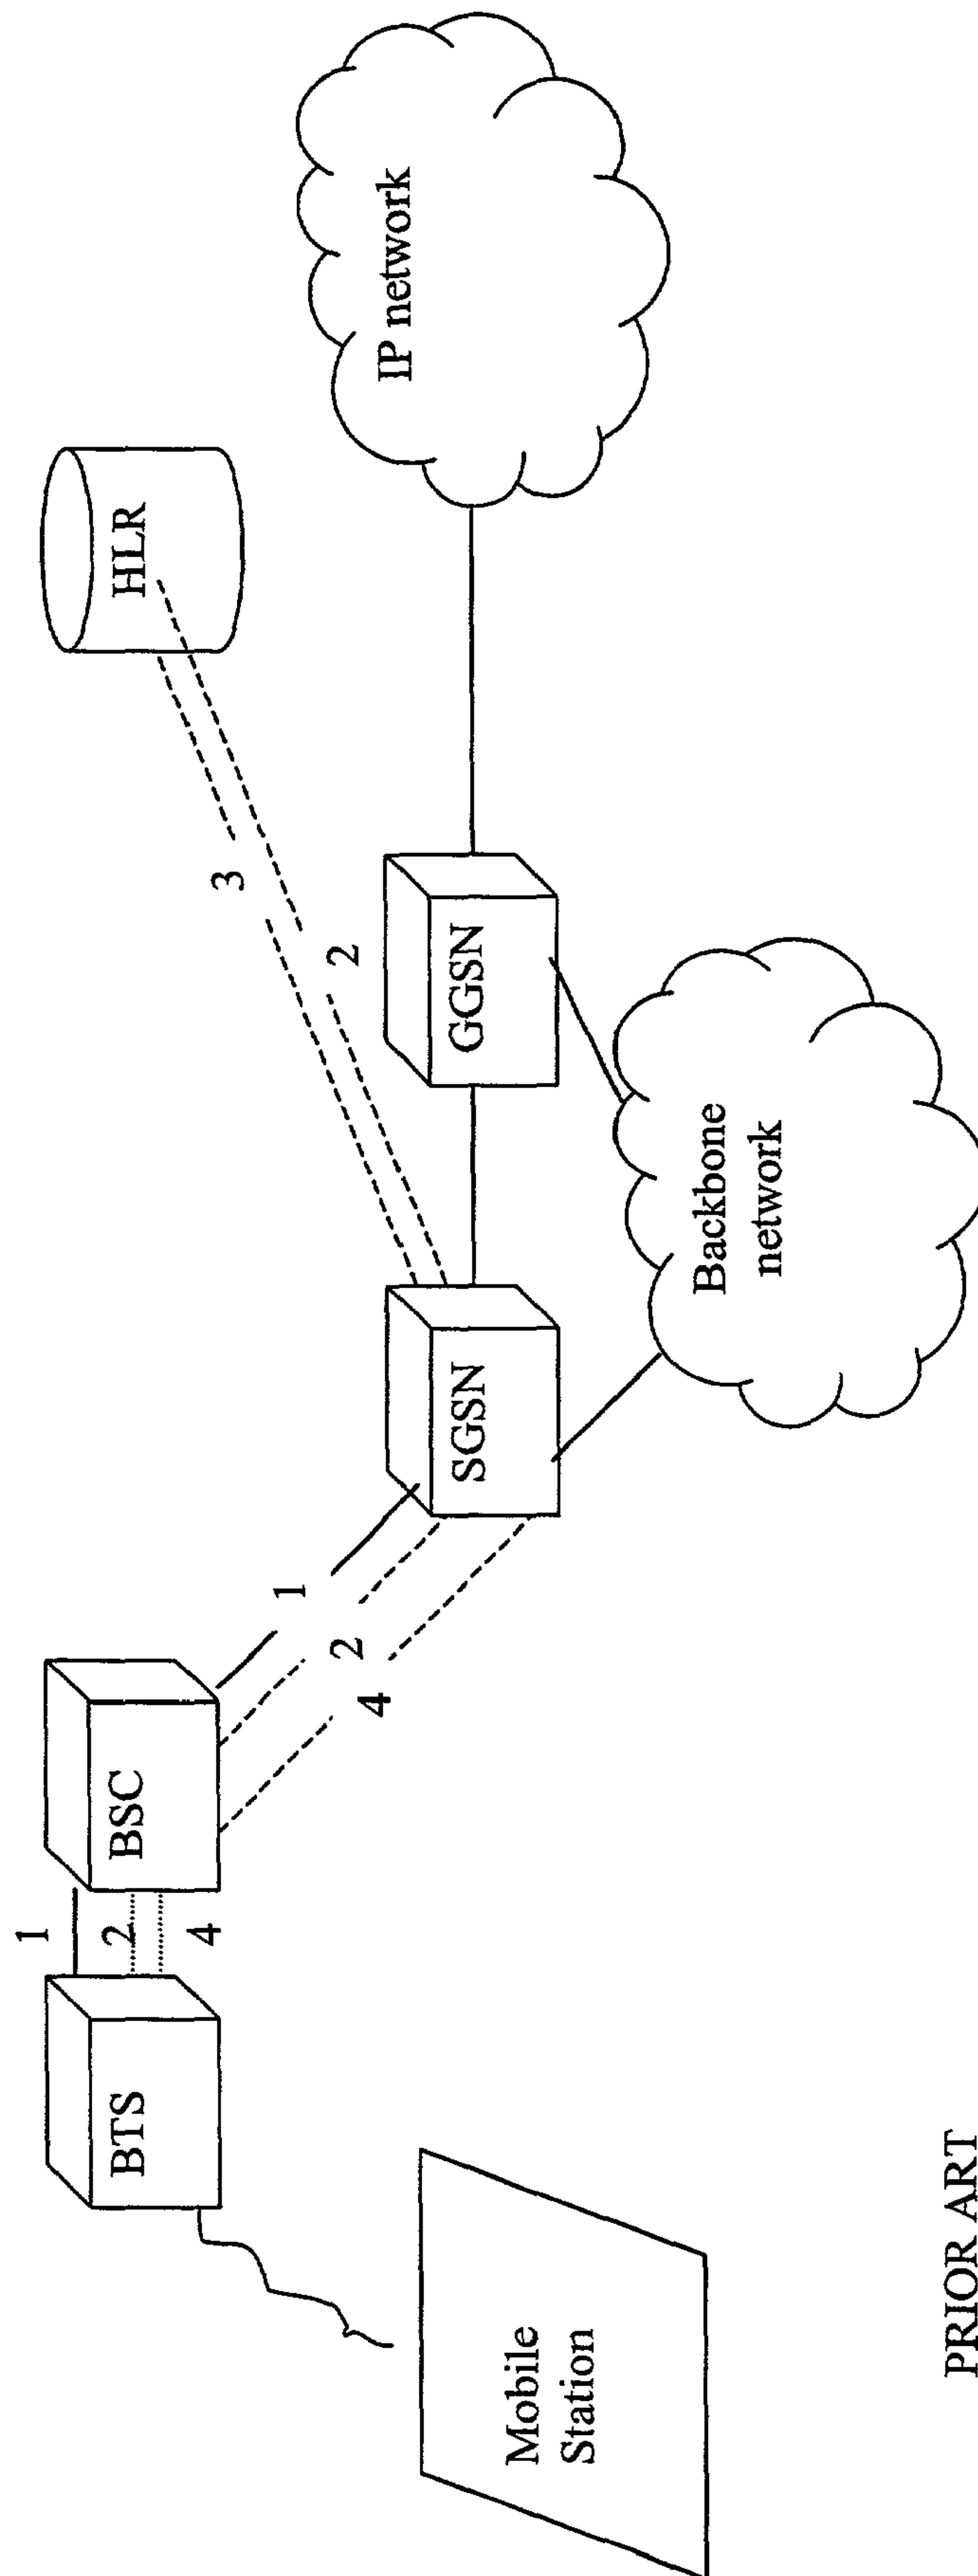 HLR
IP network
3
2
GGSN
Backbone
network
SGSN
1
2
4
BSC
1
2
4
BTS
Mobile
Station
PRIOR ART